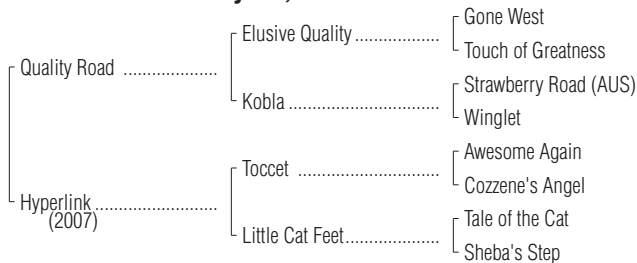 Gone West
Elusive Quality ..................
Touch of Greatness
Quality Road ....................
Strawberry Road (AUS)
Kobla ................................
Winglet
Awesome Again
Toccet ..............................
Cozzene's Angel
Hyperlink ..........................
(2007)
Tale of the Cat
Little Cat Feet....................
Sheba's Step